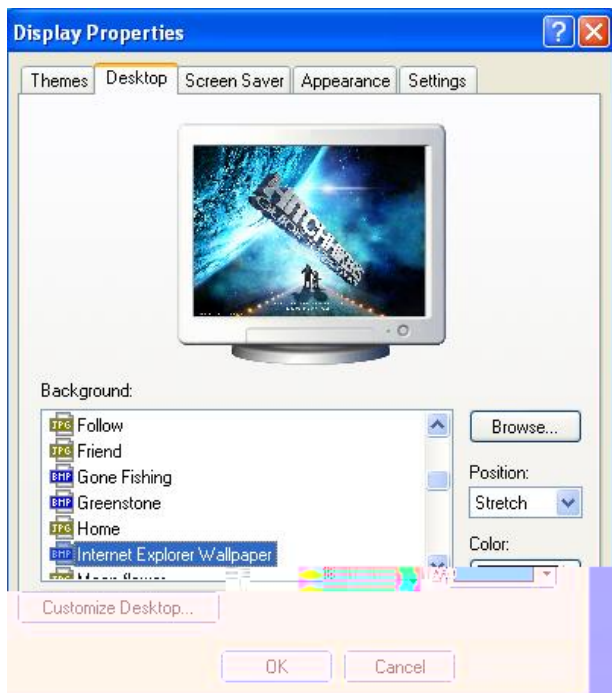 Display Properties
Themes Desktop Screen Saver Appearance Settings
HITCHHIKERS
Background:
Follow
Friend
Gone Fishing
Greenstone
Home
Internet Explorer Wallpaper
Browse...
Position:
Stretch
Color:
Customize Desktop...
OK Cancel